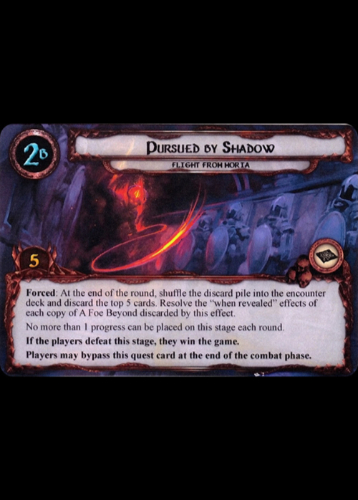 2B
PURSUED BY SHADOW
FLIGHT FROM MORIA
5
Forced: At the end of the round, shuffle the discard pile into the encounter
deck and discard the top 5 cards. Resolve the “when revealed” effects of
each copy of A Foe Beyond discarded by this effect.
No more than 1 progress can be placed on this stage each round.
If the players defeat this stage, they win the game.
Players may bypass this quest card at the end of the combat phase.